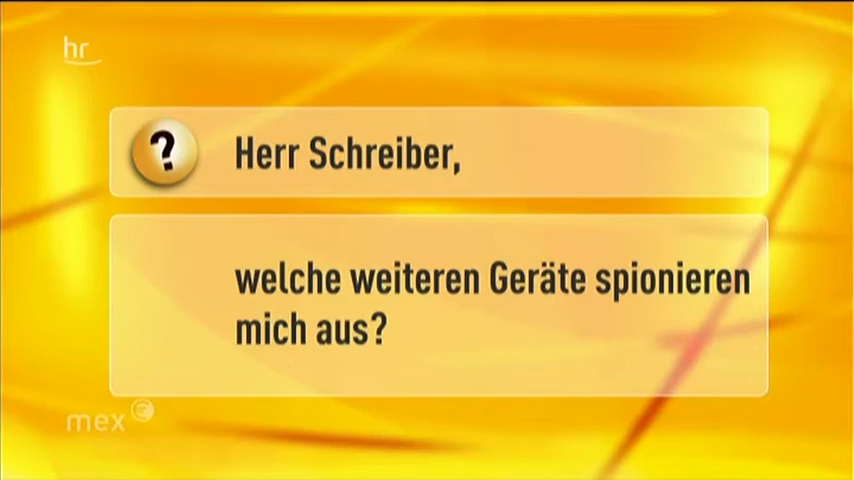 hr
?
Herr Schreiber,
welche weiteren Geräte spionieren
mich aus?
mex €